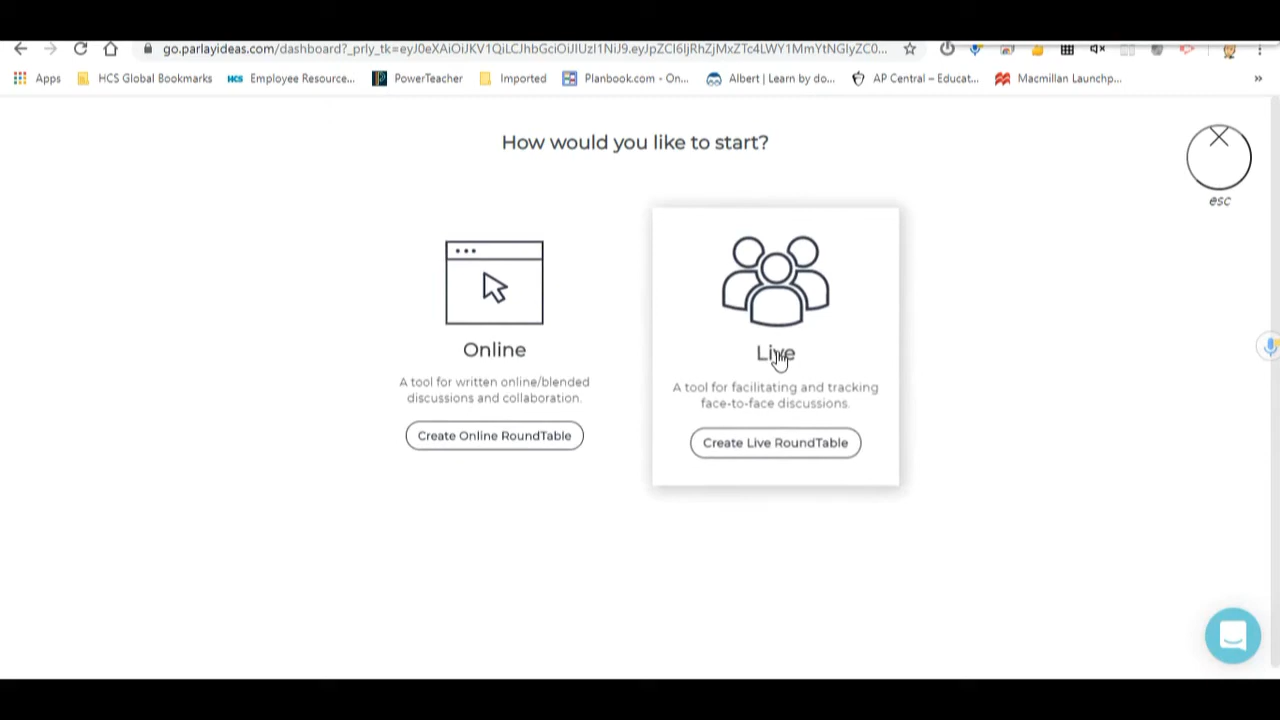 go.parlayideas.com/dashboard?_prly_tk=eyJ0eXAiOiJKV1QiLCJhbGciOiJIUzI1NiJ9.eyJpZCI6IjRhZjMxZTc4LWY1MmYtNGIyZC0...
Apps HCS Global Bookmarks HCS Employee Resource... PowerTeacher Imported Planbook.com - On... Albert | Learn by do... AP Central – Educat... Macmillan Launchp... »
How would you like to start?
esc
Online
A tool for written online/blended
discussions and collaboration.
Create Online RoundTable
Live
A tool for facilitating and tracking
face-to-face discussions.
Create Live RoundTable